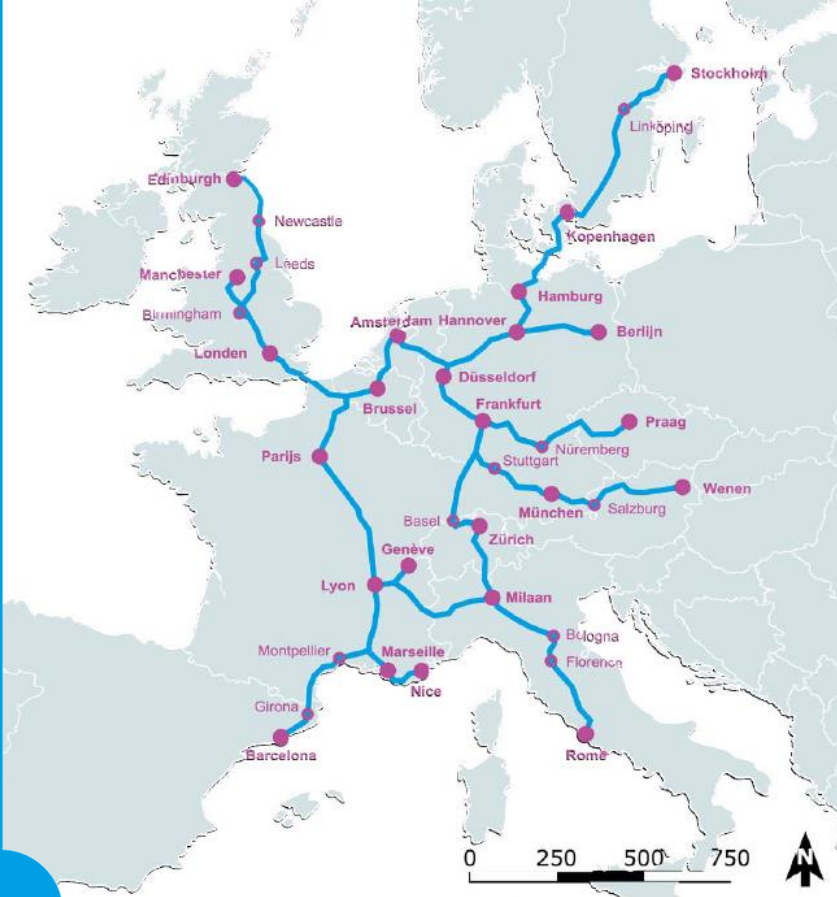 Stockholm
Linköpind
Edinburgh
Newcastle
Kopenhagen
Leeds
Manchester
Hamburg
Birmingham
Amsterdam Hannover
Berlijn
Londen
Düsseldorf
Brussel
Frankfurt
Praag
Nüremberg
Parijs
Stuttgart
Wenen
München
Salzburg
Basel
Zürich
Genève
Lyon
Milaan
Bologna
Montpellier
Marseille
Florence
Nice
Girona
Barcelona
Rome
0 250 500 750
N